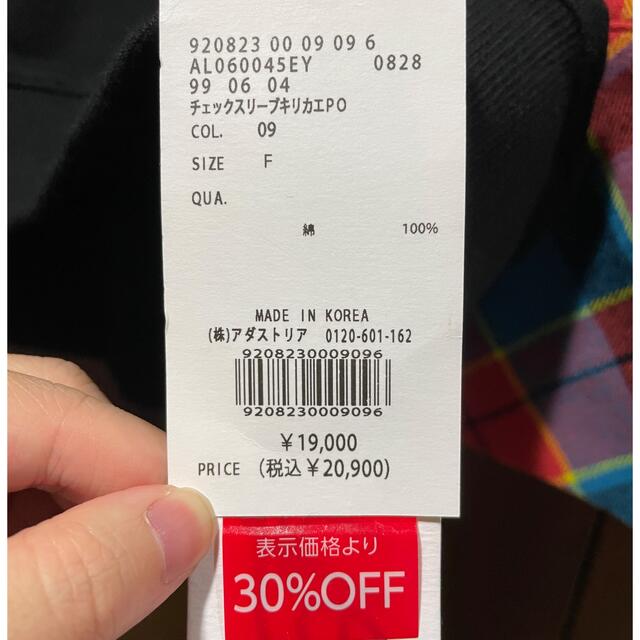 920823 00 09 09 6
AL060045EY 0828
99 06 04
チェックスリーブキリカエPO
COL. 09
SIZE F
QUA.
綿 100%
MADE IN KOREA
(株)アダストリア 0120-601-162
9208230009096
9208230009096
￥19,000
PRICE (税込￥20,900)
表示価格より
30%OFF